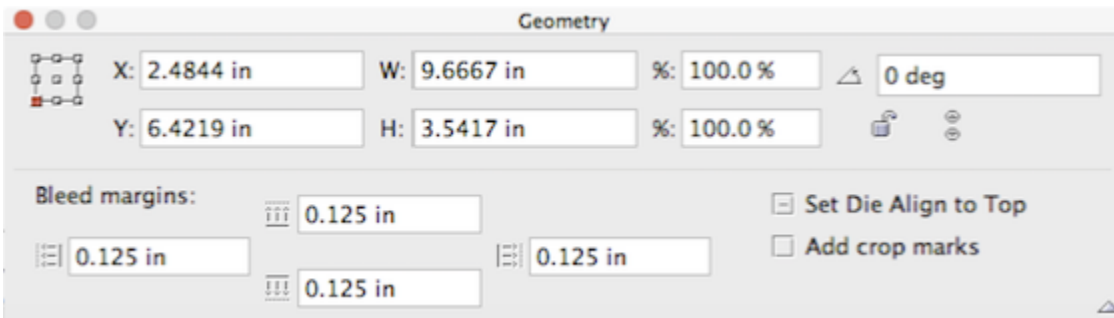 Geometry
X: 2.4844 in W: 9.6667 in %: 100.0 % 0 deg
Y: 6.4219 in H: 3.5417 in %: 100.0 %
Bleed margins:
0.125 in
Set Die Align to Top
0.125 in
0.125 in
Add crop marks
0.125 in